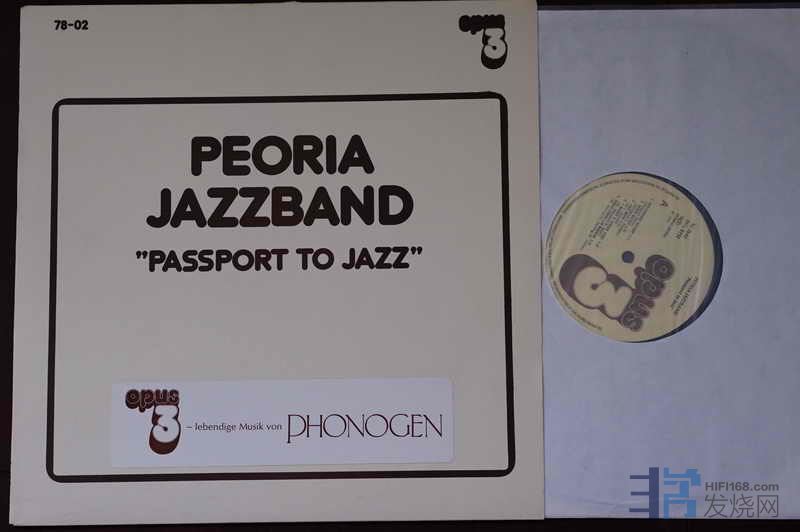 78-02
opus
3
PEORIA
JAZZBAND
"PASSPORT TO JAZZ"
opus
3
– lebendige Musik von PHONOGEN
A
opus
3
HIFI168.com
发烧网